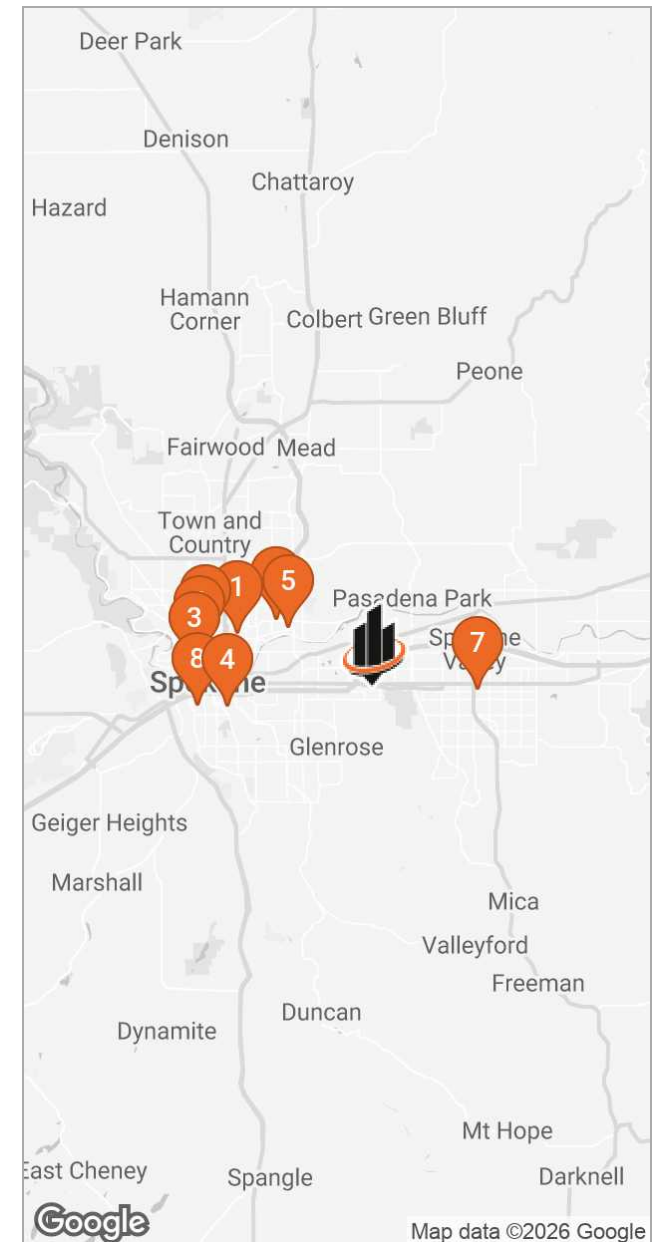 Deer Park
Denison
Chattaroy
Hazard
Hamann
Corner
Colbert
Green Bluff
Peone
Fairwood
Mead
Town and
Country
1
5
Pasadena Park
3
7
8
4
Glenrose
Geiger Heights
Marshall
Mica
Valleyford
Freeman
Duncan
Dynamite
Mt Hope
East Cheney
Spangle
Darknell
Google
Map data ©2026 Google